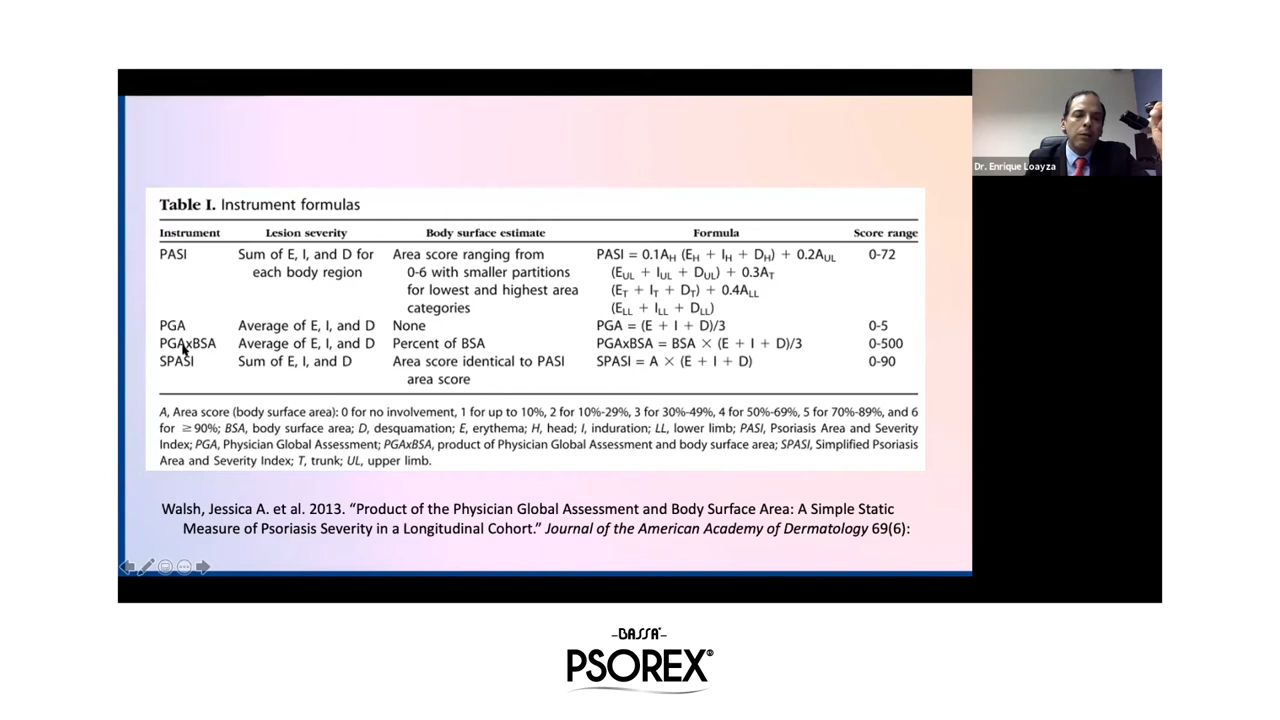 Dr. Enrique Loayza
Table I. Instrument formulas
Instrument Lesion severity Body surface estimate Formula Score range
PASI Sum of E, I, and D for Area score ranging from PASI = 0.1A_H (E_H + I_H + D_H) + 0.2A_UL 0-72
each body region 0-6 with smaller partitions (E_UL + I_UL + D_UL) + 0.3A_T
for lowest and highest area (E_T + I_T + D_T) + 0.4A_LL
categories (E_LL + I_LL + D_LL)
PGA Average of E, I, and D None PGA = (E + I + D)/3 0-5
PGAxBSA Average of E, I, and D Percent of BSA PGAxBSA = BSA × (E + I + D)/3 0-500
SPASI Sum of E, I, and D Area score identical to PASI SPASI = A × (E + I + D) 0-90
area score
A, Area score (body surface area): 0 for no involvement, 1 for up to 10%, 2 for 10%-29%, 3 for 30%-49%, 4 for 50%-69%, 5 for 70%-89%, and 6
for ≥90%; BSA, body surface area; D, desquamation; E, erythema; H, head; I, induration; LL, lower limb; PASI, Psoriasis Area and Severity
Index; PGA, Physician Global Assessment; PGAxBSA, product of Physician Global Assessment and body surface area; SPASI, Simplified Psoriasis
Area and Severity Index; T, trunk; UL, upper limb.
Walsh, Jessica A. et al. 2013. “Product of the Physician Global Assessment and Body Surface Area: A Simple Static
Measure of Psoriasis Severity in a Longitudinal Cohort.” Journal of the American Academy of Dermatology 69(6):
BASSA
PSOREX®